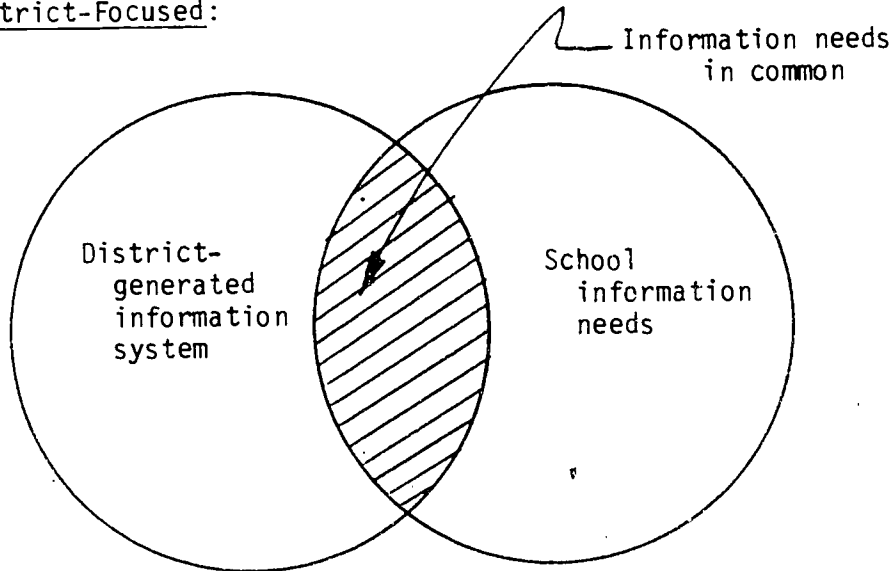 trict-Focused:
Information needs
in common
District-
generated
information
system
School
information
needs